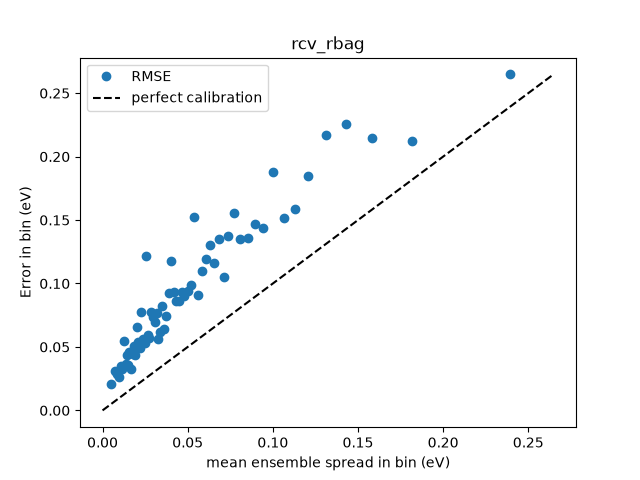 rcv_rbag
RMSE
perfect calibration
Error in bin (eV)
0.25
0.20
0.15
0.10
0.05
0.00
0.00 0.05 0.10 0.15 0.20 0.25
mean ensemble spread in bin (eV)